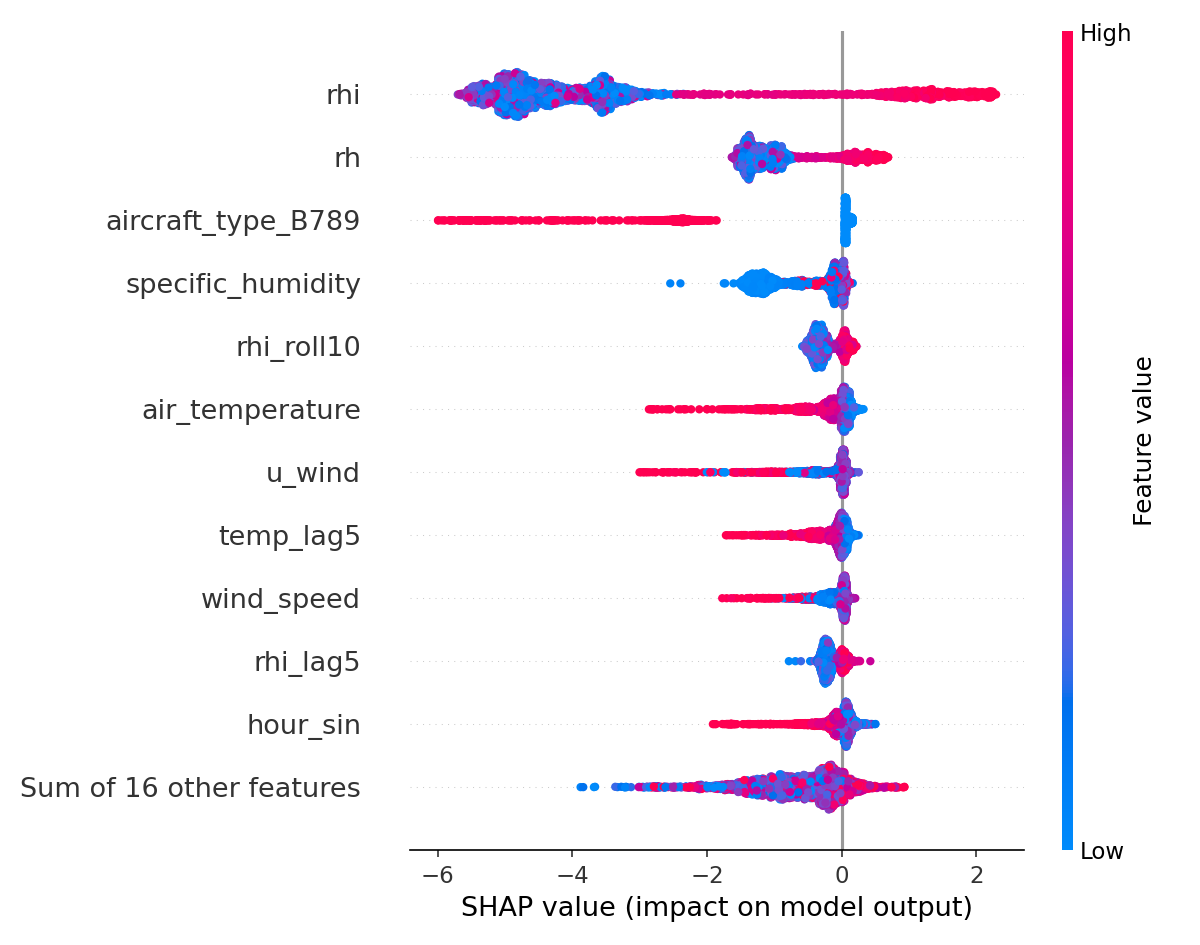 High
rhi
rh
aircraft_type_B789
specific_humidity
rhi_roll10
air_temperature
u_wind
temp_lag5
wind_speed
rhi_lag5
hour_sin
Sum of 16 other features
Feature value
Low
−6 −4 −2 0 2
SHAP value (impact on model output)